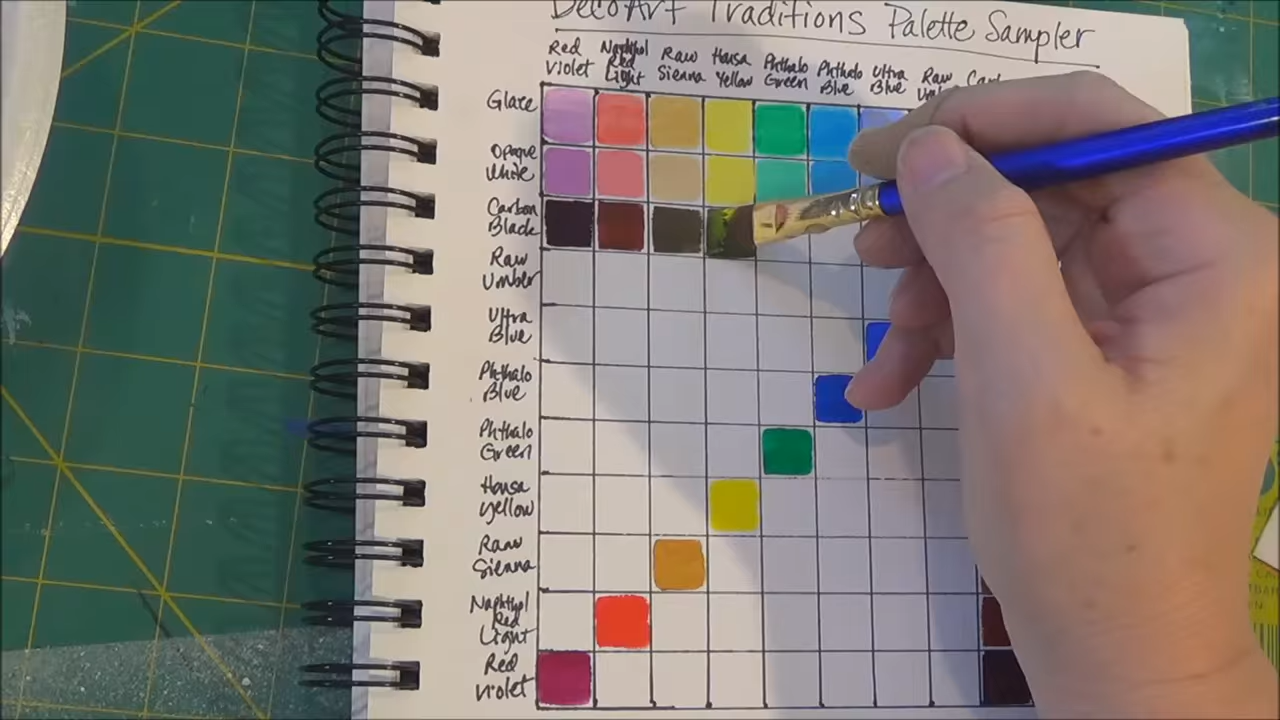 DecoArt Traditions Palette Sampler
Red Violet
Naphthol Red Light
Raw Sienna
Hansa Yellow
Phthalo Green
Phthalo Blue
Ultra Blue
Raw
Glaze
Opaque White
Carbon Black
Raw Umber
Ultra Blue
Phthalo Blue
Phthalo Green
Hansa Yellow
Raw Sienna
Naphthol Red Light
Red Violet